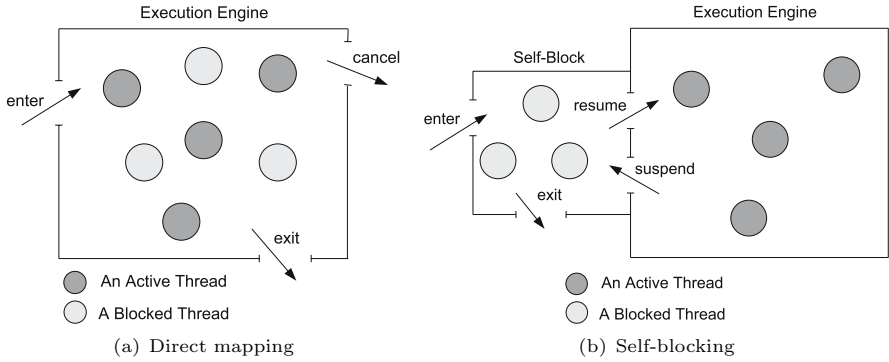 Execution Engine
cancel
enter
exit
An Active Thread
A Blocked Thread
(a) Direct mapping
Execution Engine
Self-Block
enter
resume
suspend
exit
An Active Thread
A Blocked Thread
(b) Self-blocking